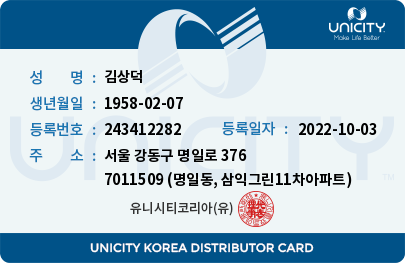 UNICITY
Make Life Better
성 명 : 김상덕
생년월일 : 1958-02-07
등록번호 : 243412282 등록일자 : 2022-10-03
주 소 : 서울 강동구 명일로 376
7011509 (명일동, 삼익그린11차아파트)
유니시티코리아(유)
UNICITY
UNICITY KOREA DISTRIBUTOR CARD